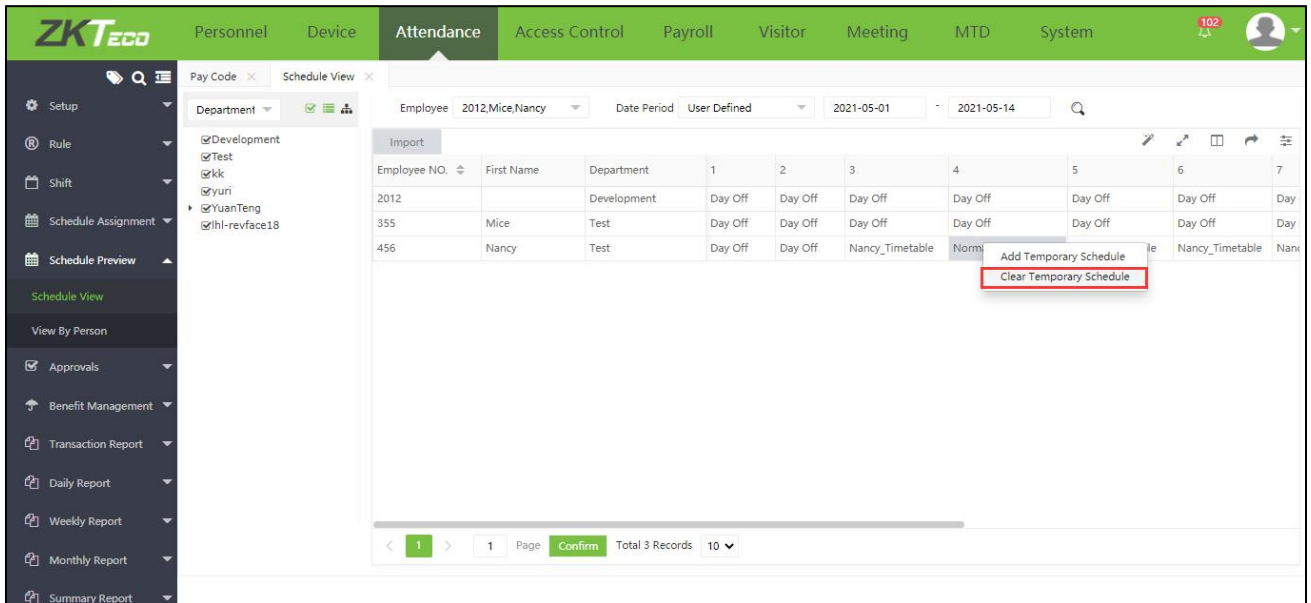 ZKTeco Personnel Device Attendance Access Control Payroll Visitor Meeting MTD System 102
Pay Code Schedule View
Setup
Department Employee 2012,Mice,Nancy Date Period User Defined 2021-05-01 - 2021-05-14
Rule
Development
Import
Test
Employee NO. First Name Department 1 2 3 4 5 6 7
kk
Shift
yuri
2012 Development Day Off Day Off Day Off Day Off Day Off Day Off Day
YuanTeng
Schedule Assignment
lhl-revface18
355 Mice Test Day Off Day Off Day Off Day Off Day Off Day Off Day
456 Nancy Test Day Off Day Off Nancy_Timetable Norma le Nancy_Timetable Nanc
Add Temporary Schedule
Clear Temporary Schedule
Schedule Preview
Schedule View
View By Person
Approvals
Benefit Management
Transaction Report
Daily Report
Weekly Report
1 1 Page Confirm Total 3 Records 10
Monthly Report
Summary Report